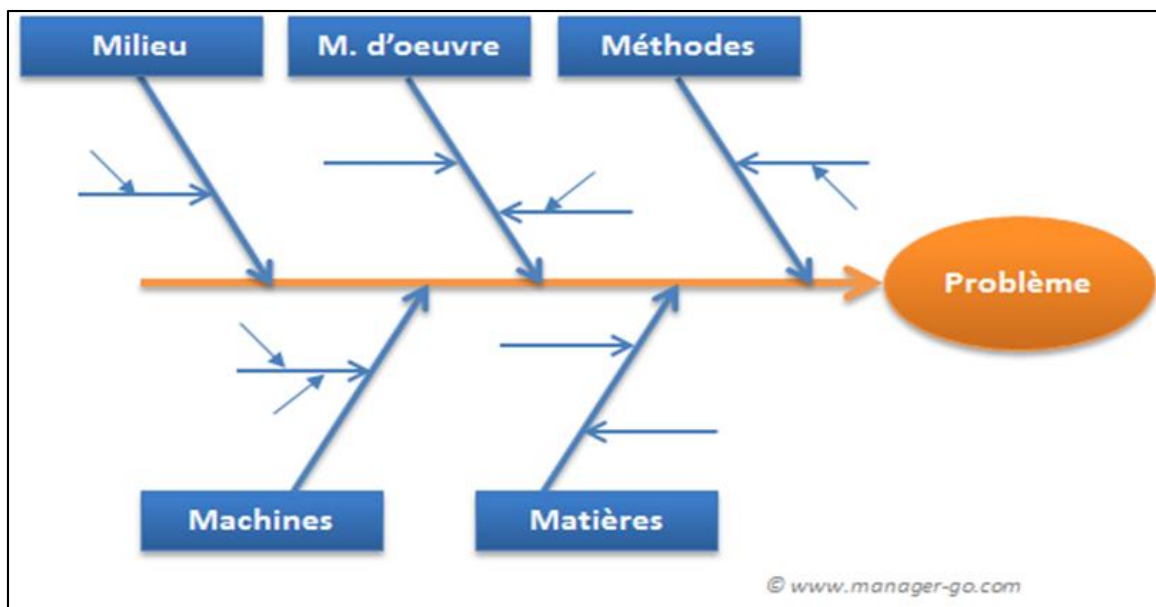 Milieu
M. d'oeuvre
Méthodes
Problème
Machines
Matières
© www.manager-go.com